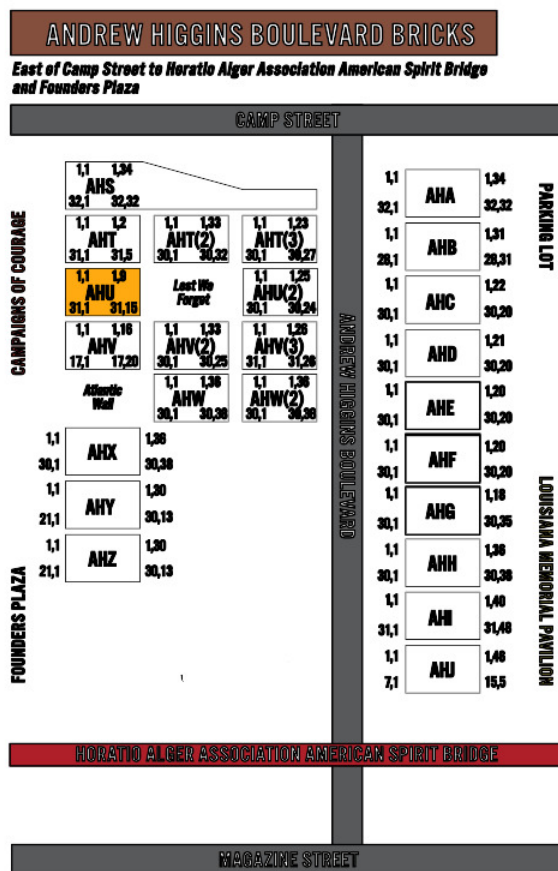 ANDREW HIGGINS BOULEVARD BRICKS
East of Camp Street to Horatio Alger Association American Spirit Bridge
and Founders Plaza
CAMP STREET
CAMPAIGNS OF COURAGE
FOUNDERS PLAZA
1,1 1,34
AHS
32,1 32,32
1,1 1,2
AHT
31,1 31,5
1,1 1,33
AHT(2)
30,1 30,32
1,1 1,23
AHT(3)
30,1 30,27
1,1 1,9
AHU
31,1 31,15
Lest We
Forget
1,1 1,25
AHU(2)
30,1 30,24
1,1 1,16
AHV
17,1 17,20
1,1 1,33
AHV(2)
30,1 30,25
1,1 1,26
AHV(3)
31,1 31,26
Atlantic
Wall
1,1 1,36
AHW
30,1 30,38
1,1 1,36
AHW(2)
30,1 30,38
1,1 1,36
AHX
30,1 30,38
1,1 1,30
AHY
21,1 30,13
1,1 1,30
AHZ
21,1 30,13
ANDREW HIGGINS BOULEVARD
1,1 1,34
AHA
32,1 32,32
1,1 1,31
AHB
28,1 28,31
1,1 1,22
AHC
30,1 30,20
1,1 1,21
AHD
30,1 30,20
1,1 1,20
AHE
30,1 30,20
1,1 1,20
AHF
30,1 30,20
1,1 1,18
AHG
30,1 30,35
1,1 1,36
AHH
30,1 30,38
1,1 1,40
AHI
31,1 31,48
1,1 1,48
AHJ
7,1 15,5
PARKING LOT
LOUISIANA MEMORIAL PAVILION
HORATIO ALGER ASSOCIATION AMERICAN SPIRIT BRIDGE
MAGAZINE STREET